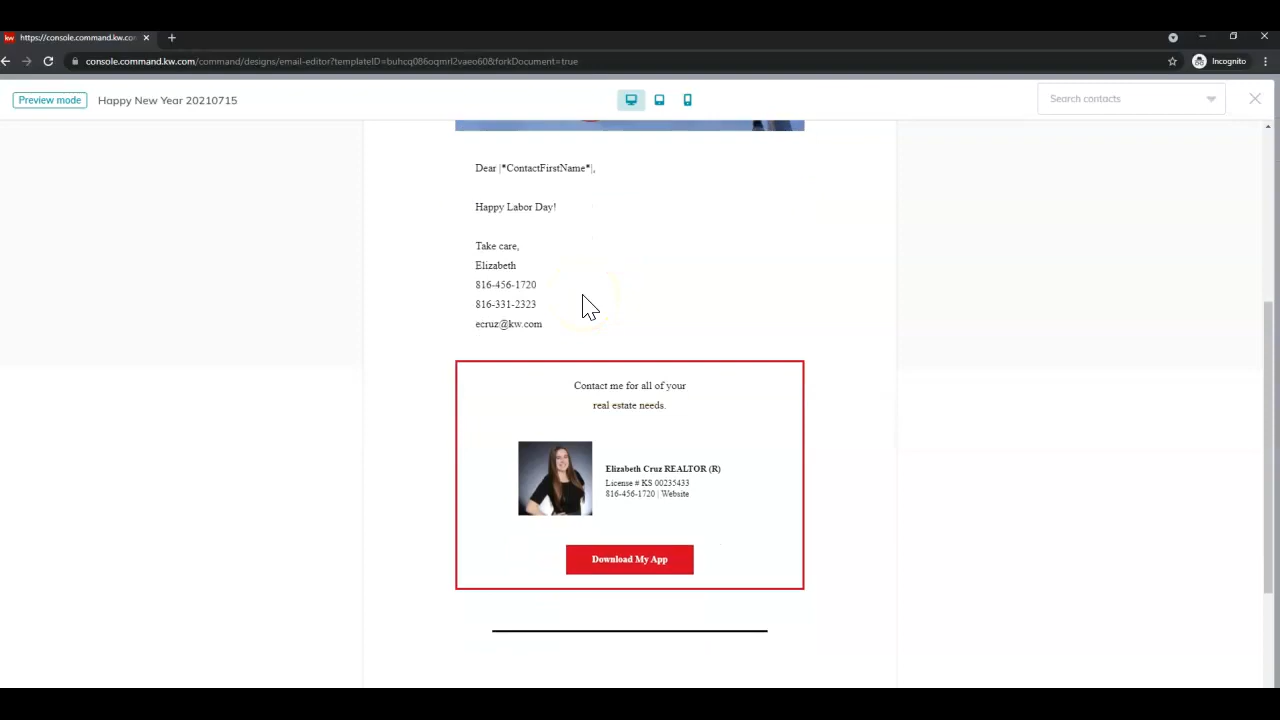 kw https://console.command.kw.co
console.command.kw.com/command/designs/email-editor?templateID=buhcq086oqmrl2vaeo60&forkDocument=true
Incognito
Preview mode
Happy New Year 20210715
Search contacts
Dear |*ContactFirstName*|,
Happy Labor Day!
Take care,
Elizabeth
816-456-1720
816-331-2323
ecruz@kw.com
Contact me for all of your
real estate needs.
Elizabeth Cruz REALTOR (R)
License # KS 00235433
816-456-1720 | Website
Download My App